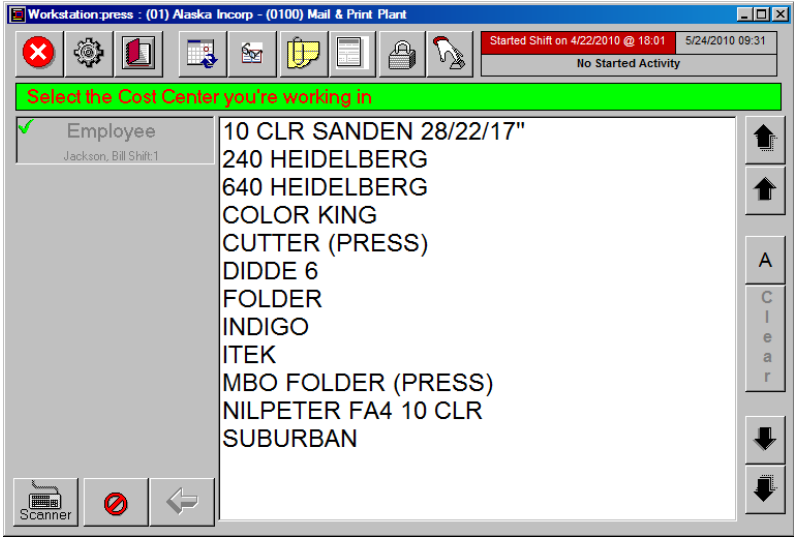 Workstation:press : (01) Alaska Incorp - (0100) Mail & Print Plant
Started Shift on 4/22/2010 @ 18:01
5/24/2010 09:31
No Started Activity
Select the Cost Center you're working in
Employee
Jackson, Bill Shift:1
10 CLR SANDEN 28/22/17"
240 HEIDELBERG
640 HEIDELBERG
COLOR KING
CUTTER (PRESS)
DIDDE 6
FOLDER
INDIGO
ITEK
MBO FOLDER (PRESS)
NILPETER FA4 10 CLR
SUBURBAN
A
Clear
Scanner